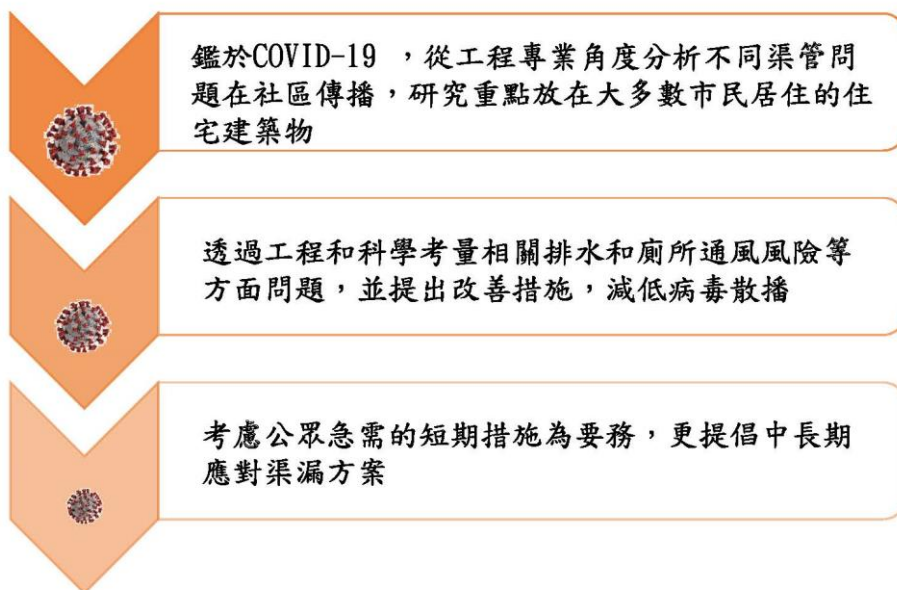 鑑於COVID-19 ，從工程專業角度分析不同渠管問
題在社區傳播，研究重點放在大多數市民居住的住
宅建築物
透過工程和科學考量相關排水和廁所通風風險等
方面問題，並提出改善措施，減低病毒散播
考慮公眾急需的短期措施為要務，更提倡中長期
應對渠漏方案